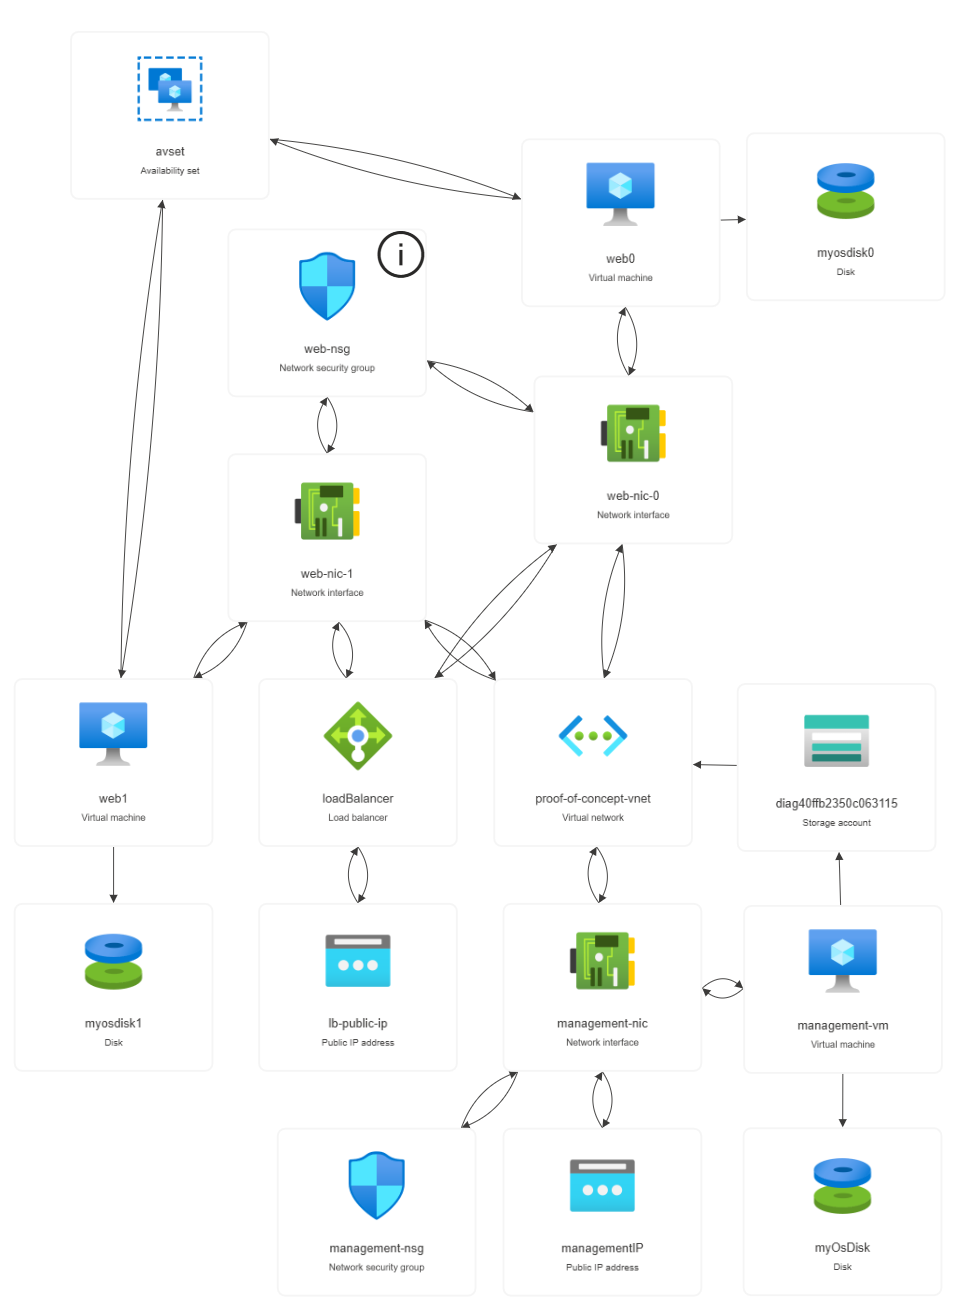 avset
Availability set
web0
Virtual machine
myosdisk0
Disk
i
web-nsg
Network security group
web-nic-0
Network interface
web-nic-1
Network interface
web1
Virtual machine
loadBalancer
Load balancer
proof-of-concept-vnet
Virtual network
diag40ffb2350c063115
Storage account
myosdisk1
Disk
lb-public-ip
Public IP address
management-nic
Network interface
management-vm
Virtual machine
management-nsg
Network security group
managementIP
Public IP address
myOsDisk
Disk